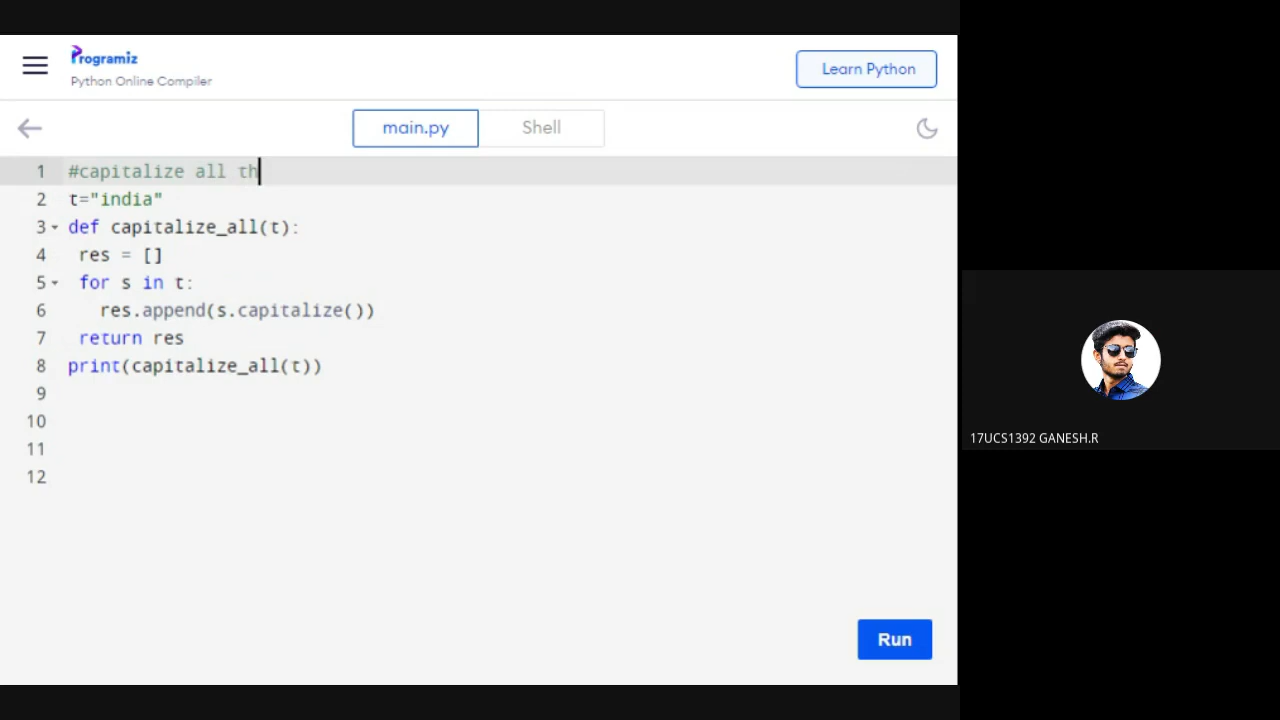 Programiz
Python Online Compiler
Learn Python
main.py
Shell
1 #capitalize all th
2 t="india"
3 def capitalize_all(t):
4 res = []
5 for s in t:
6 res.append(s.capitalize())
7 return res
8 print(capitalize_all(t))
9
10
11
12
Run
17UCS1392 GANESH.R